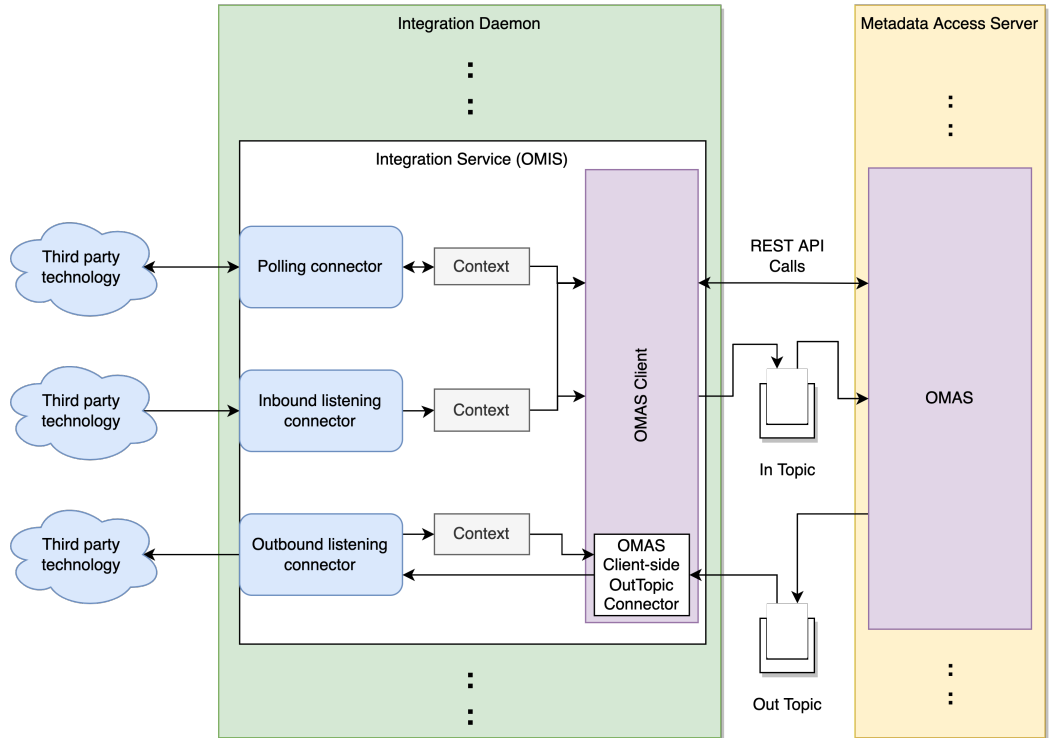 Integration Daemon
Metadata Access Server
Integration Service (OMIS)
Third party
technology
Polling connector
Context
REST API
Calls
OMAS Client
OMAS
Third party
technology
Inbound listening
connector
Context
In Topic
Third party
technology
Outbound listening
connector
Context
OMAS
Client-side
OutTopic
Connector
Out Topic